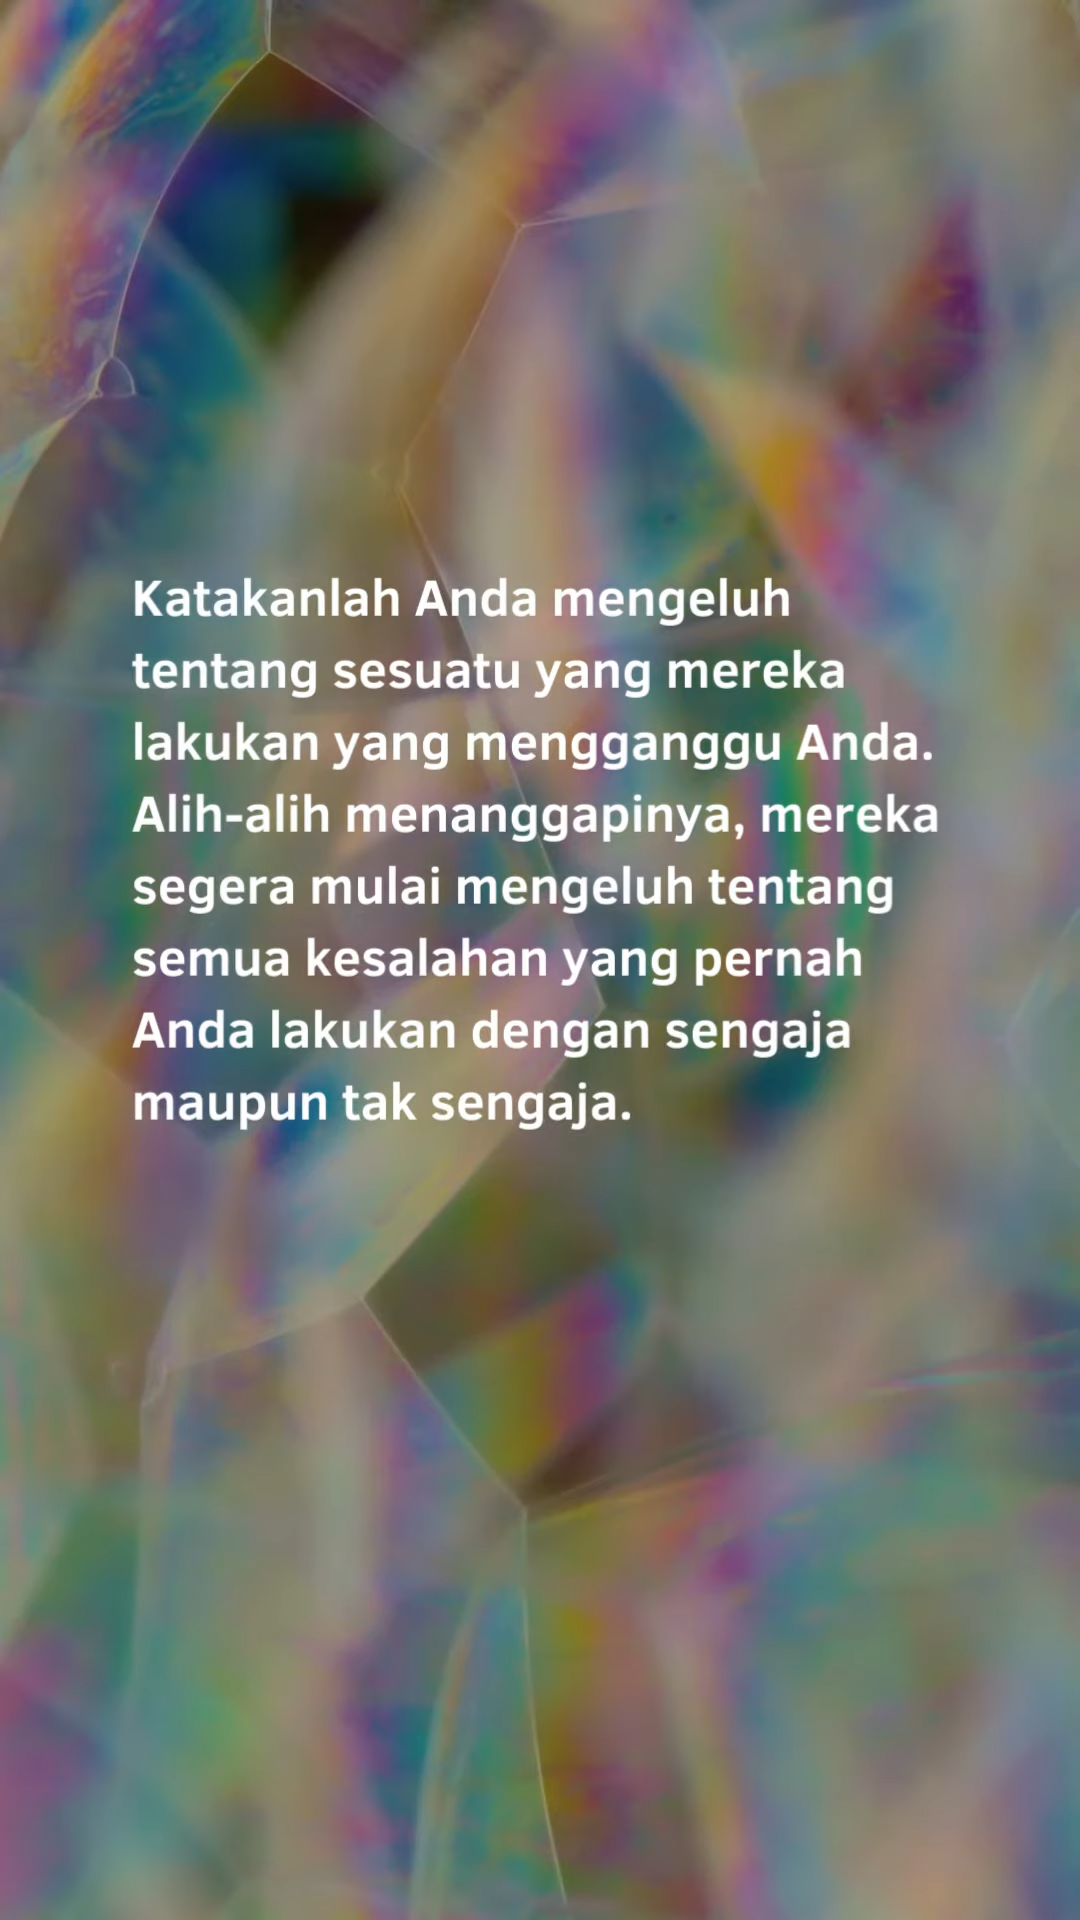 Katakanlah Anda mengeluh
tentang sesuatu yang mereka
lakukan yang mengganggu Anda.
Alih-alih menanggapinya, mereka
segera mulai mengeluh tentang
semua kesalahan yang pernah
Anda lakukan dengan sengaja
maupun tak sengaja.